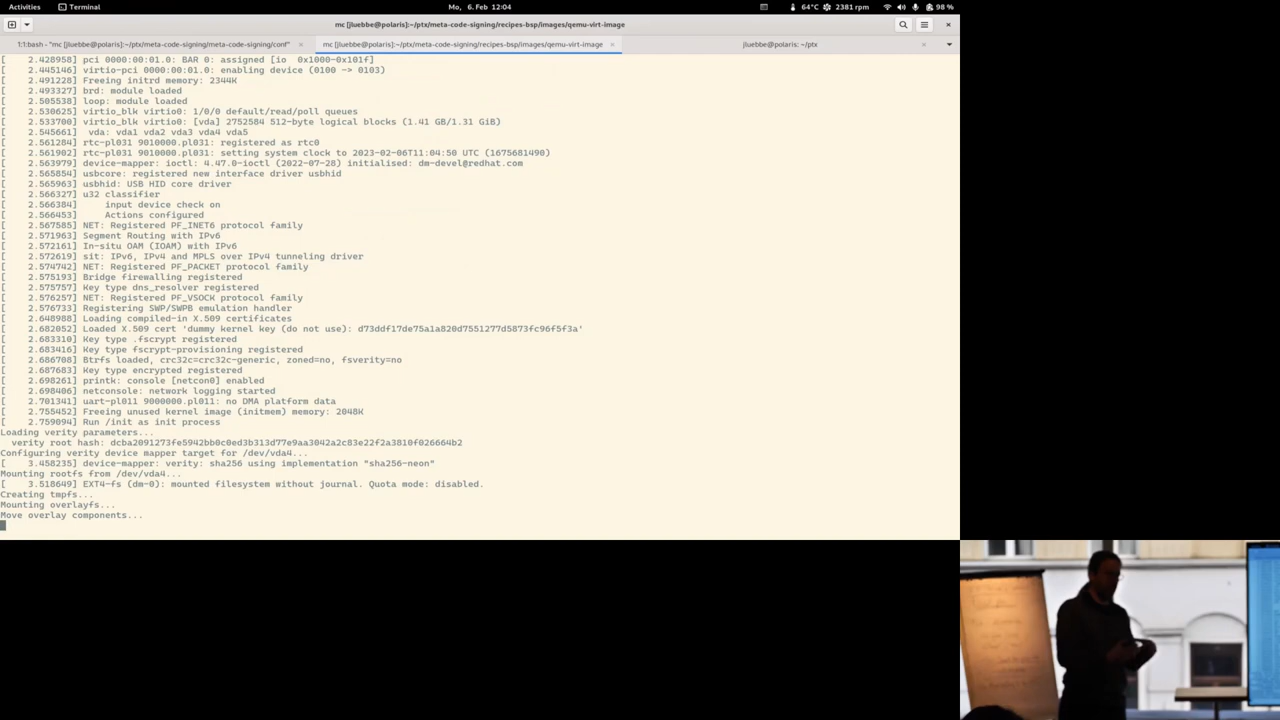 Activities Terminal Mo, 6. Feb 12:04 64°C 2381 rpm 98 %
mc [jluebbe@polaris]:~/ptx/meta-code-signing/recipes-bsp/images/qemu-virt-image
1:1:bash - "mc [jluebbe@polaris]:~/ptx/meta-code-signing/meta-code-signing/conf" × mc [jluebbe@polaris]:~/ptx/meta-code-signing/recipes-bsp/images/qemu-virt-image × jluebbe@polaris: ~/ptx ×
[    2.428958] pci 0000:00:01.0: BAR 0: assigned [io  0x1000-0x101f]
[    2.445146] virtio-pci 0000:00:01.0: enabling device (0100 -> 0103)
[    2.491228] Freeing initrd memory: 2344K
[    2.493327] brd: module loaded
[    2.505538] loop: module loaded
[    2.530625] virtio_blk virtio0: 1/0/0 default/read/poll queues
[    2.533700] virtio_blk virtio0: [vda] 2752584 512-byte logical blocks (1.41 GB/1.31 GiB)
[    2.545661]  vda: vda1 vda2 vda3 vda4 vda5
[    2.561284] rtc-pl031 9010000.pl031: registered as rtc0
[    2.561902] rtc-pl031 9010000.pl031: setting system clock to 2023-02-06T11:04:50 UTC (1675681490)
[    2.563979] device-mapper: ioctl: 4.47.0-ioctl (2022-07-28) initialised: dm-devel@redhat.com
[    2.565854] usbcore: registered new interface driver usbhid
[    2.565963] usbhid: USB HID core driver
[    2.566327] u32 classifier
[    2.566384]     input device check on
[    2.566453]     Actions configured
[    2.567585] NET: Registered PF_INET6 protocol family
[    2.571963] Segment Routing with IPv6
[    2.572161] In-situ OAM (IOAM) with IPv6
[    2.572619] sit: IPv6, IPv4 and MPLS over IPv4 tunneling driver
[    2.574742] NET: Registered PF_PACKET protocol family
[    2.575193] Bridge firewalling registered
[    2.575757] Key type dns_resolver registered
[    2.576257] NET: Registered PF_VSOCK protocol family
[    2.576733] Registering SWP/SWPB emulation handler
[    2.648988] Loading compiled-in X.509 certificates
[    2.682052] Loaded X.509 cert 'dummy kernel key (do not use): d73ddf17de75a1a820d7551277d5873fc96f5f3a'
[    2.683310] Key type .fscrypt registered
[    2.683416] Key type fscrypt-provisioning registered
[    2.686708] Btrfs loaded, crc32c=crc32c-generic, zoned=no, fsverity=no
[    2.687683] Key type encrypted registered
[    2.698261] printk: console [netcon0] enabled
[    2.698406] netconsole: network logging started
[    2.701341] uart-pl011 9000000.pl011: no DMA platform data
[    2.755452] Freeing unused kernel image (initmem) memory: 2048K
[    2.759094] Run /init as init process
Loading verity parameters...
  verity root hash: dcba2091273fe5942bb0c0ed3b313d77e9aa3042a2c83e22f2a3810f026664b2
Configuring verity device mapper target for /dev/vda4...
[    3.458235] device-mapper: verity: sha256 using implementation "sha256-neon"
Mounting rootfs from /dev/vda4...
[    3.518649] EXT4-fs (dm-0): mounted filesystem without journal. Quota mode: disabled.
Creating tmpfs...
Mounting overlayfs...
Move overlay components...